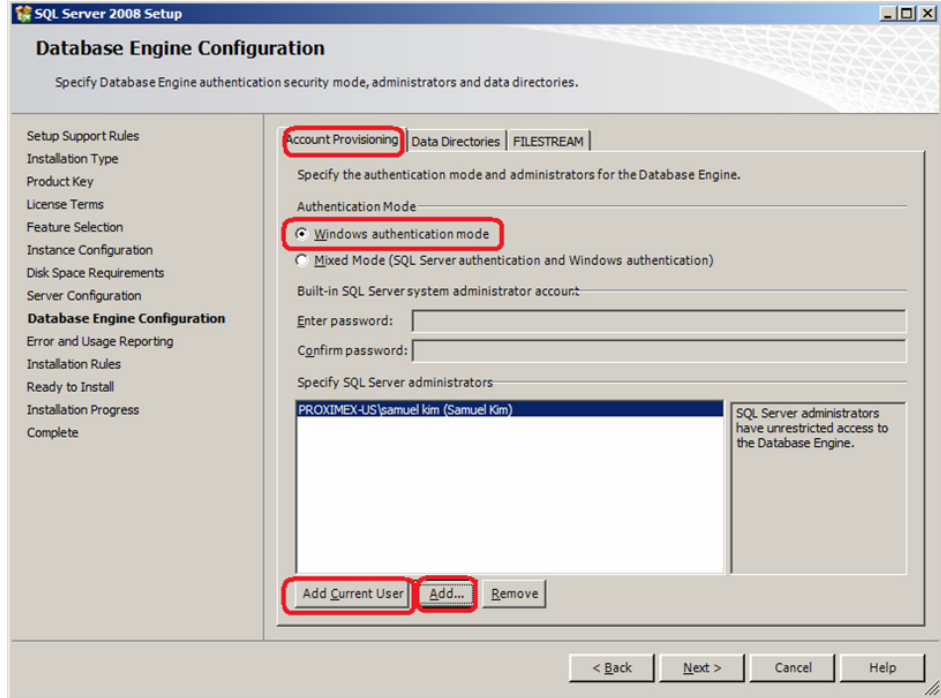 SQL Server 2008 Setup
Database Engine Configuration
Specify Database Engine authentication security mode, administrators and data directories.
Setup Support Rules
Installation Type
Product Key
License Terms
Feature Selection
Instance Configuration
Disk Space Requirements
Server Configuration
Database Engine Configuration
Error and Usage Reporting
Installation Rules
Ready to Install
Installation Progress
Complete
Account Provisioning Data Directories FILESTREAM
Specify the authentication mode and administrators for the Database Engine.
Authentication Mode
Windows authentication mode
Mixed Mode (SQL Server authentication and Windows authentication)
Built-in SQL Server system administrator account
Enter password:
Confirm password:
Specify SQL Server administrators
PROXIMEX-US\samuel kim (Samuel Kim)
SQL Server administrators
have unrestricted access to
the Database Engine.
Add Current User Add... Remove
< Back Next > Cancel Help